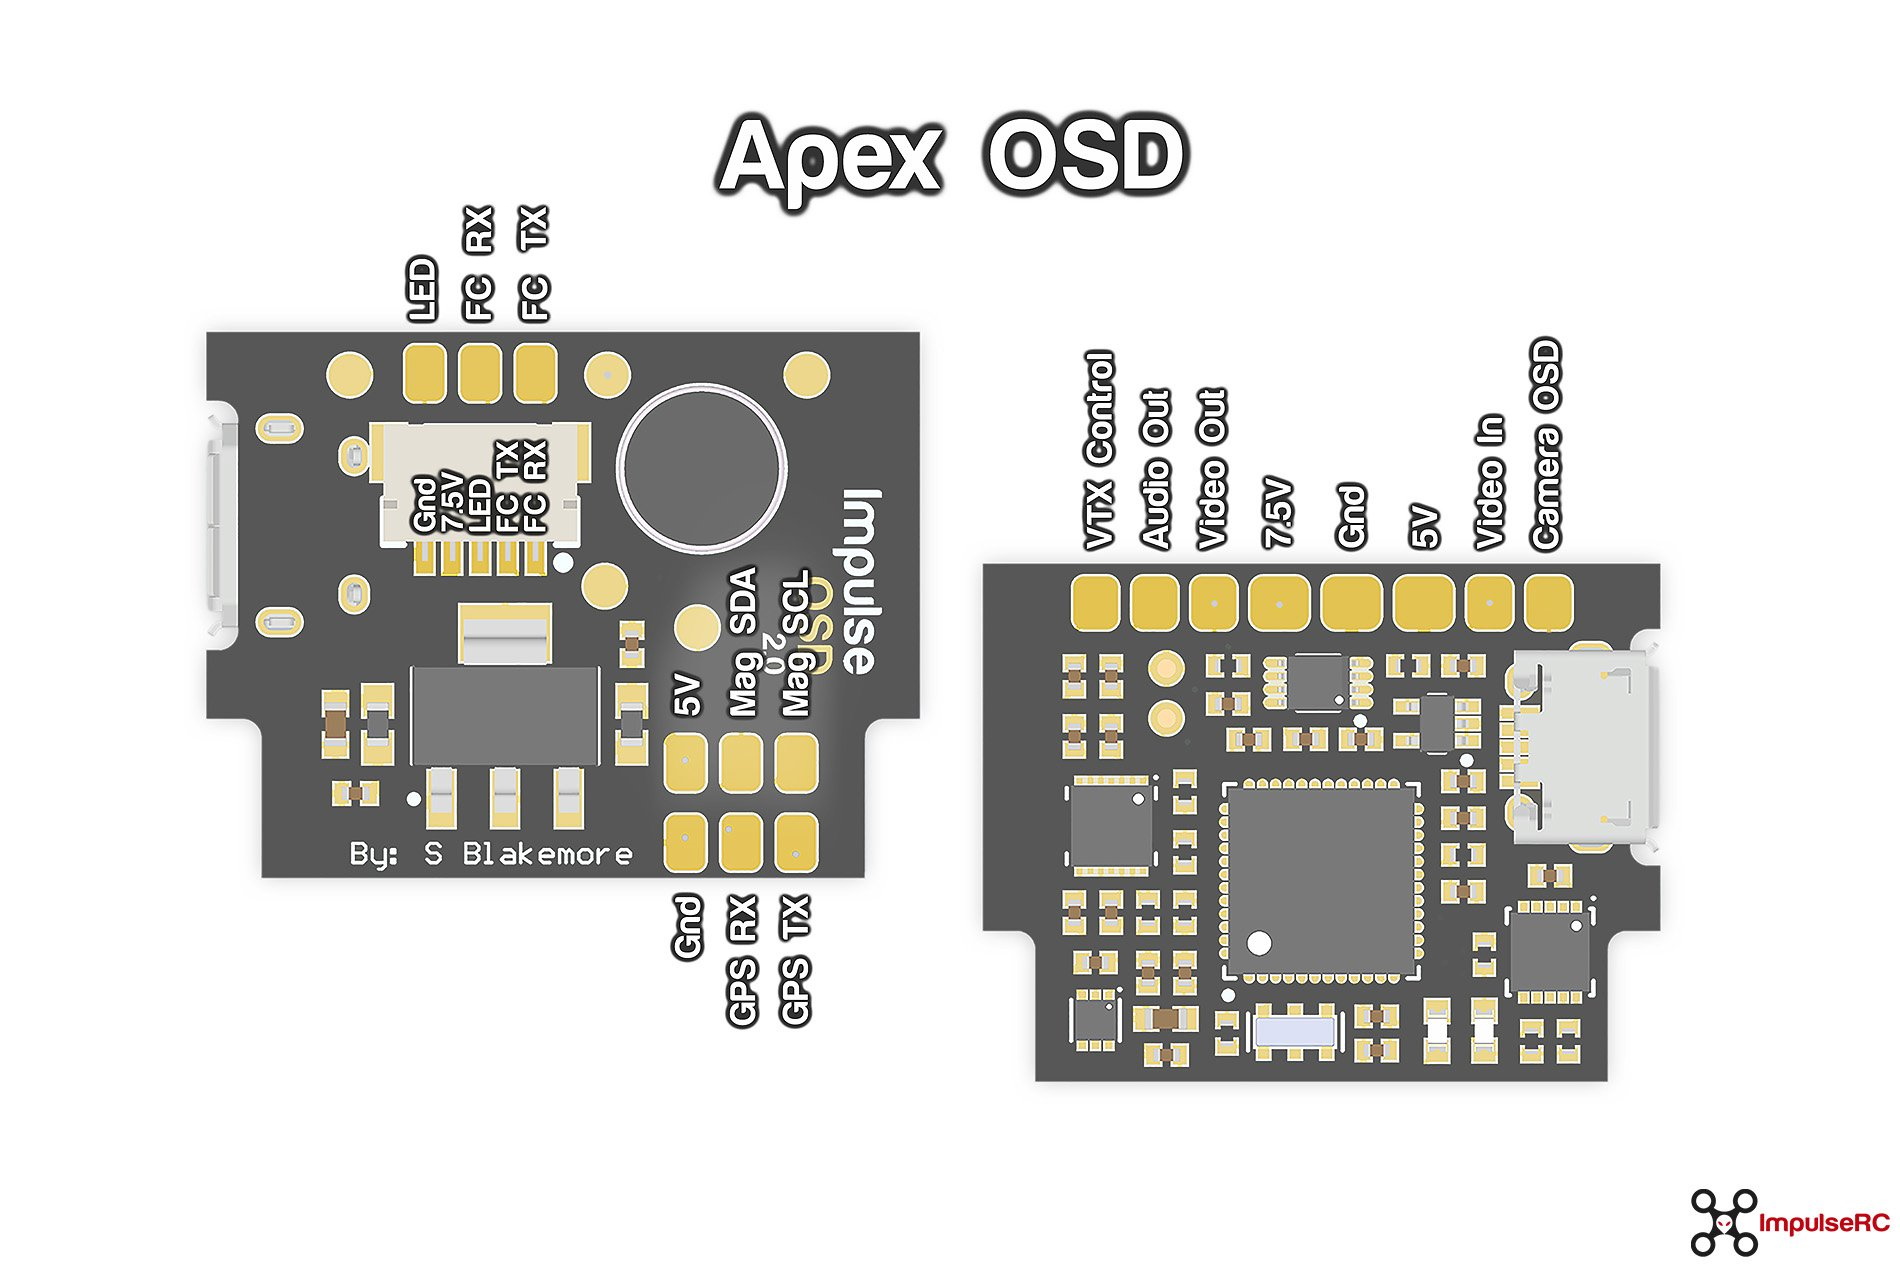 Apex OSD
LED
FC RX
FC TX
Gnd
7.5V
LED
FC TX
FC RX
Impulse
OSD
2.0
5V
Mag SDA
Mag SCL
By: S Blakemore
Gnd
GPS RX
GPS TX
VTX Control
Audio Out
Video Out
7.5V
Gnd
5V
Video In
Camera OSD
ImpulseRC